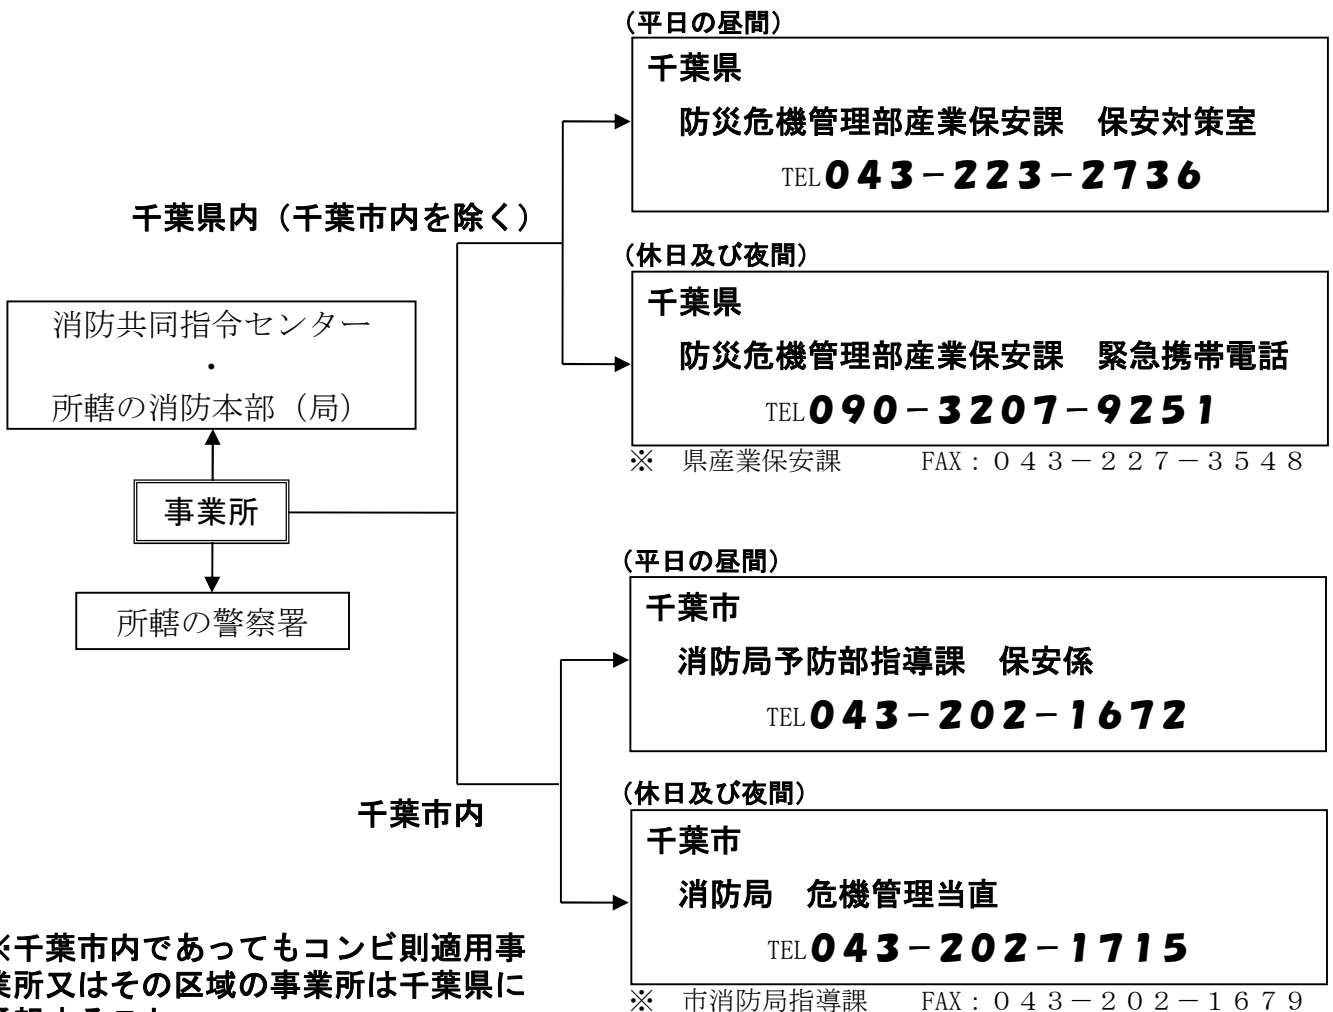 (平日の昼間)
千葉県
防災危機管理部産業保安課　保安対策室
TEL043－223－2736
千葉県内（千葉市内を除く）
(休日及び夜間)
千葉県
防災危機管理部産業保安課　緊急携帯電話
TEL090－3207－9251
※　県産業保安課　FAX：０４３－２２７－３５４８
消防共同指令センター
・
所轄の消防本部（局）
事業所
所轄の警察署
(平日の昼間)
千葉市
消防局予防部指導課　保安係
TEL043－202－1672
千葉市内
(休日及び夜間)
千葉市
消防局　危機管理当直
TEL043－202－1715
※　市消防局指導課　FAX：０４３－２０２－１６７９
※千葉市内であってもコンビ則適用事
業所又はその区域の事業所は千葉県に